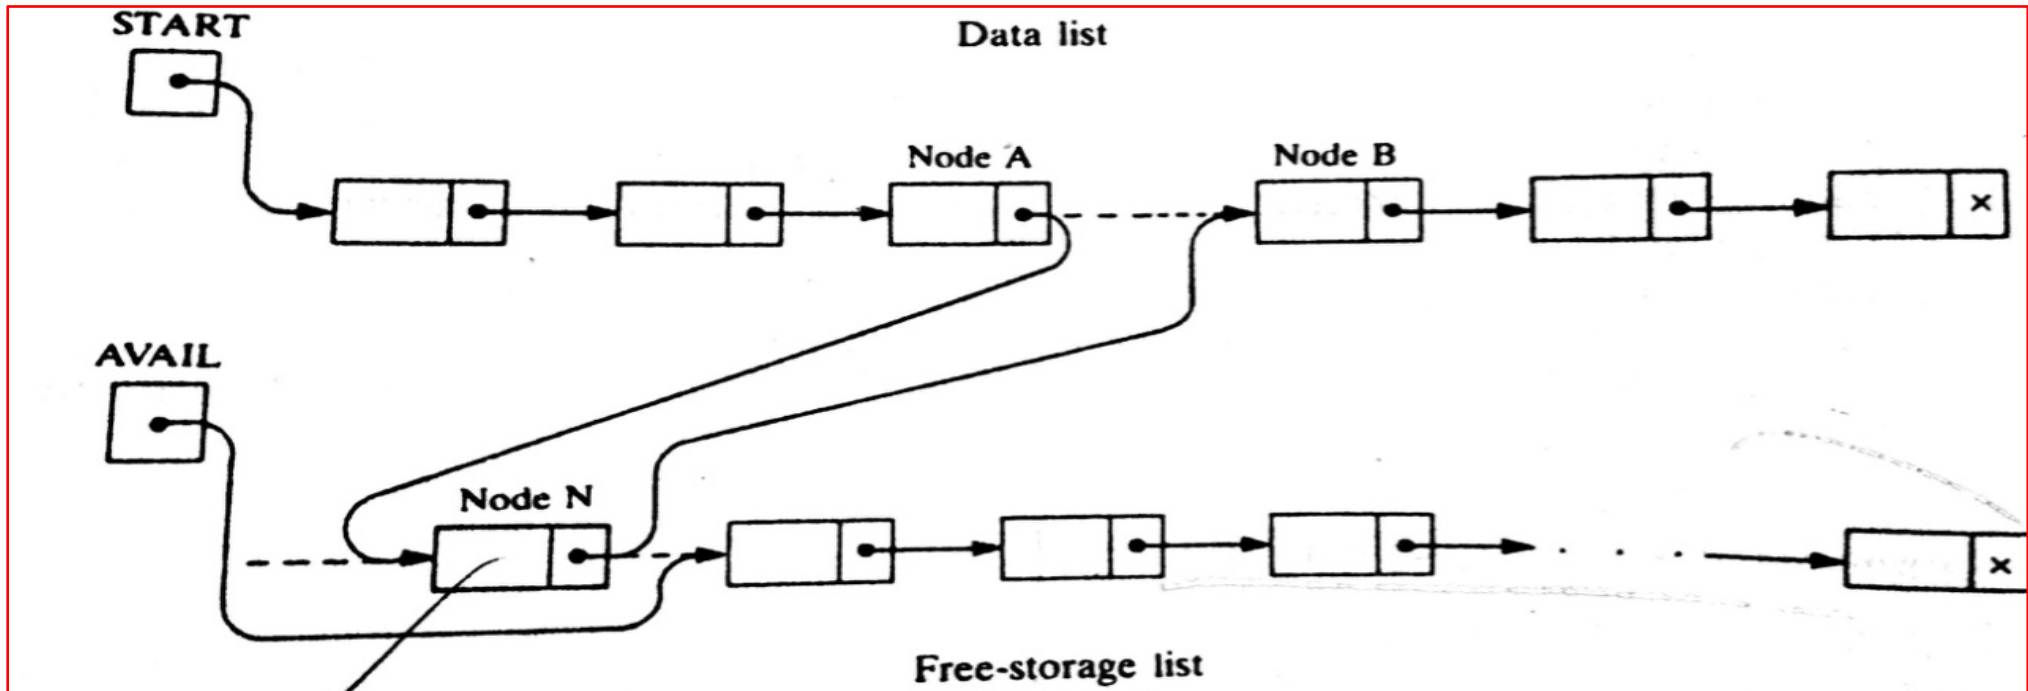 START
Data list
Node A
Node B
×
AVAIL
Node N
×
Free-storage list